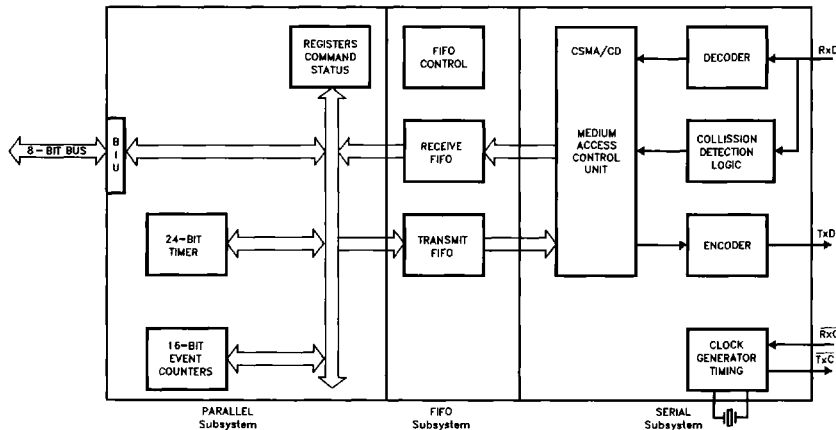 REGISTERS
COMMAND
STATUS
FIFO
CONTROL
CSMA/CD
DECODER
RxD
8-BIT BUS
BIU
RECEIVE
FIFO
MEDIUM
ACCESS
CONTROL
UNIT
COLLISSION
DETECTION
LOGIC
24-BIT
TIMER
TRANSMIT
FIFO
ENCODER
TxD
16-BIT
EVENT
COUNTERS
CLOCK
GENERATOR
TIMING
RxC
TxC
PARALLEL
Subsystem
FIFO
Subsystem
SERIAL
Subsystem